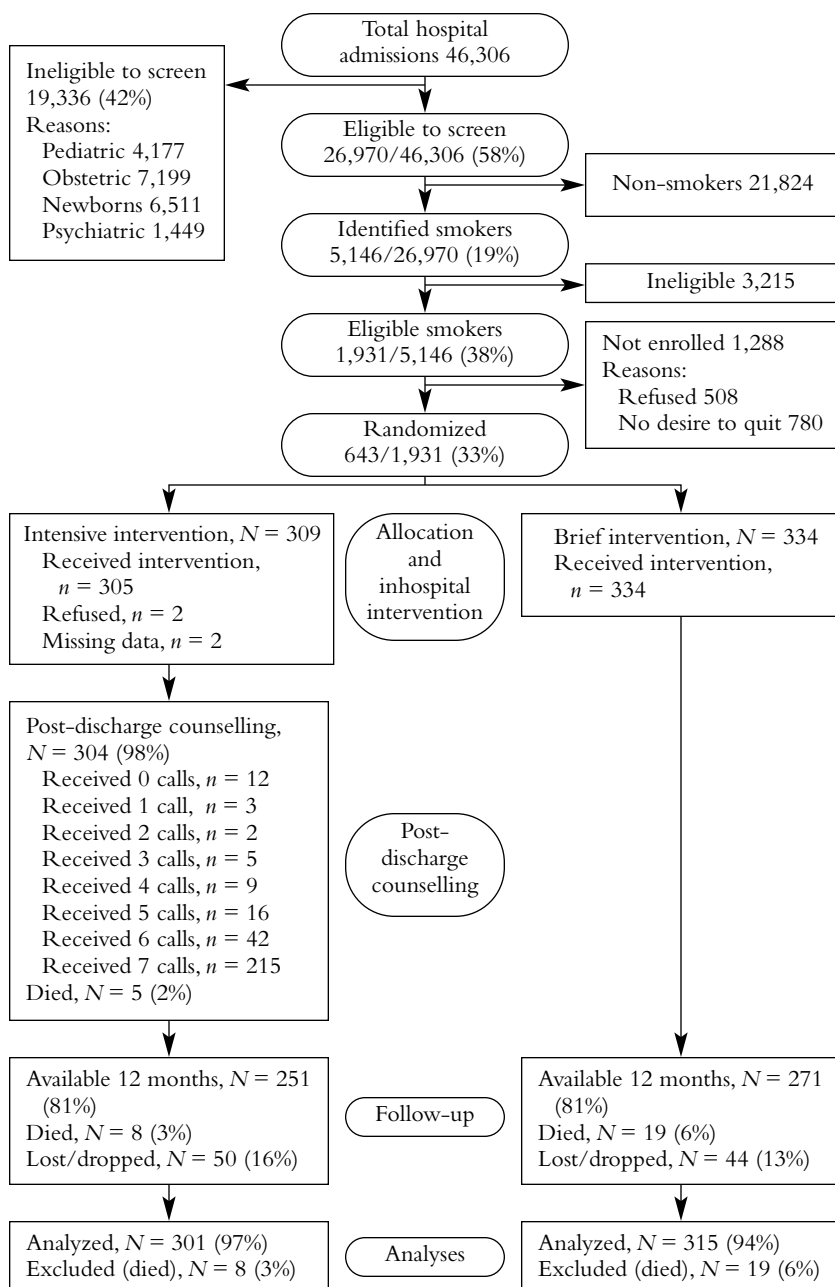 Total hospital
admissions 46,306
Ineligible to screen
19,336 (42%)
Reasons:
Pediatric 4,177
Obstetric 7,199
Newborns 6,511
Psychiatric 1,449
Eligible to screen
26,970/46,306 (58%)
Non-smokers 21,824
Identified smokers
5,146/26,970 (19%)
Ineligible 3,215
Eligible smokers
1,931/5,146 (38%)
Not enrolled 1,288
Reasons:
Refused 508
No desire to quit 780
Randomized
643/1,931 (33%)
Intensive intervention, N = 309
Received intervention,
n = 305
Refused, n = 2
Missing data, n = 2
Allocation
and
inhospital
intervention
Brief intervention, N = 334
Received intervention,
n = 334
Post-discharge counselling,
N = 304 (98%)
Received 0 calls, n = 12
Received 1 call, n = 3
Received 2 calls, n = 2
Received 3 calls, n = 5
Received 4 calls, n = 9
Received 5 calls, n = 16
Received 6 calls, n = 42
Received 7 calls, n = 215
Died, N = 5 (2%)
Post-
discharge
counselling
Available 12 months, N = 251
(81%)
Died, N = 8 (3%)
Lost/dropped, N = 50 (16%)
Follow-up
Available 12 months, N = 271
(81%)
Died, N = 19 (6%)
Lost/dropped, N = 44 (13%)
Analyzed, N = 301 (97%)
Excluded (died), N = 8 (3%)
Analyses
Analyzed, N = 315 (94%)
Excluded (died), N = 19 (6%)